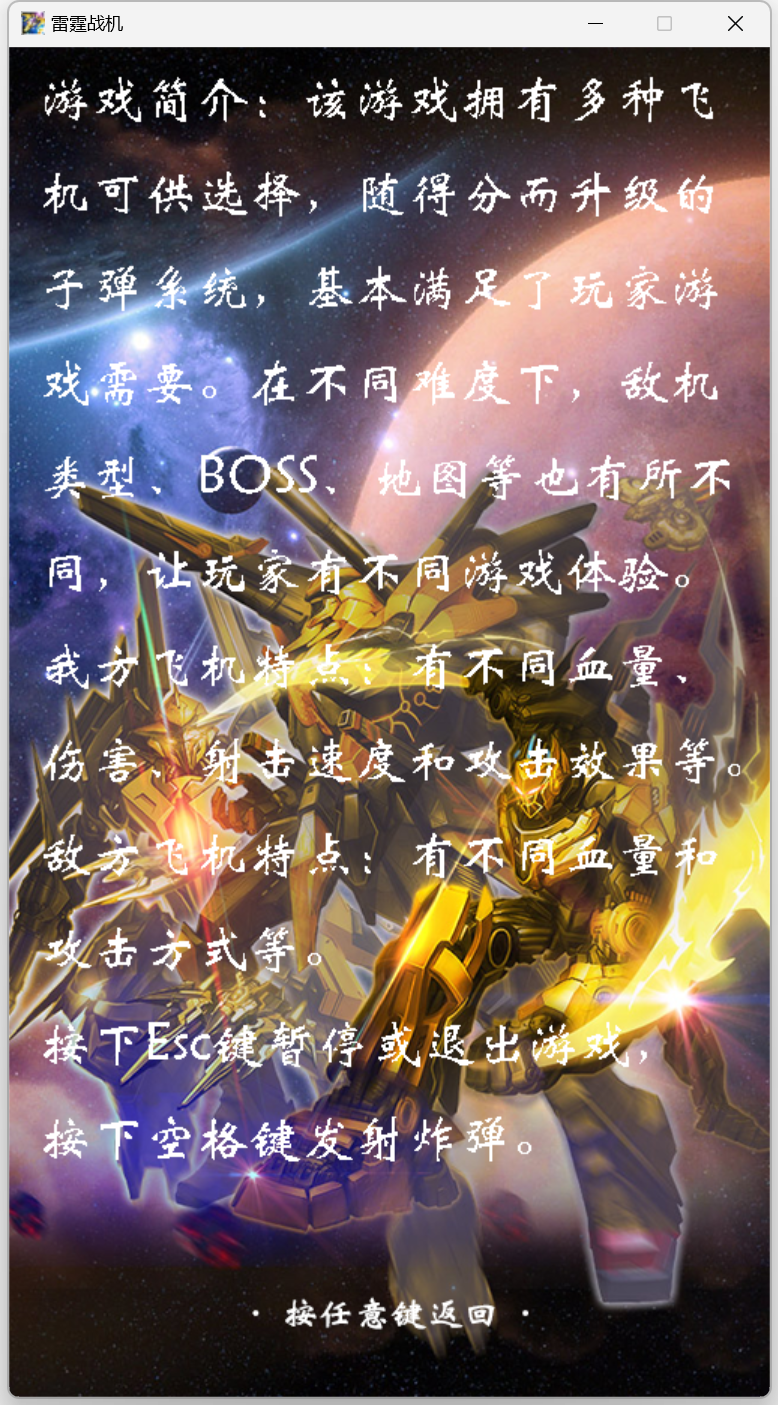 雷霆战机
游戏简介：该游戏拥有多种飞
机可供选择，随得分而升级的
子弹系统，基本满足了玩家游
戏需要。在不同难度下，敌机
类型、BOSS、地图等也有所不
同，让玩家有不同游戏体验。
我方飞机特点：有不同血量、
伤害、射击速度和攻击效果等。
敌方飞机特点：有不同血量和
攻击方式等。
按下Esc键暂停或退出游戏，
按下空格键发射炸弹。
· 按任意键返回 ·